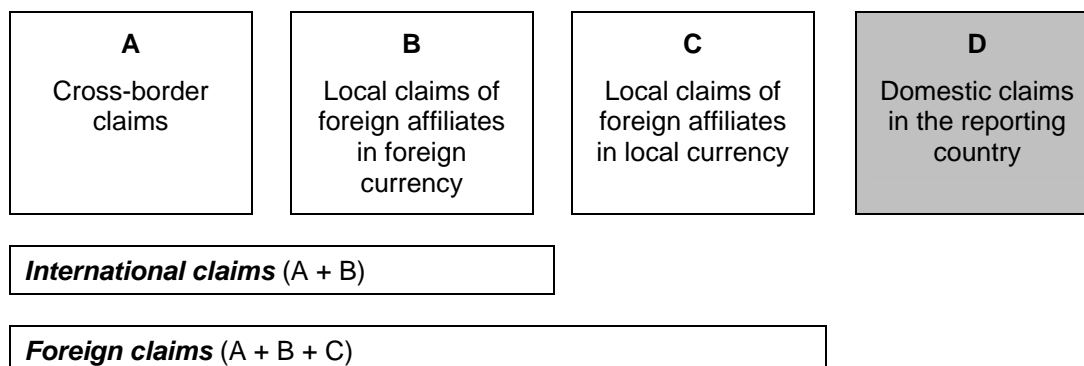 A
Cross-border
claims
B
Local claims of
foreign affiliates
in foreign
currency
C
Local claims of
foreign affiliates
in local currency
D
Domestic claims
in the reporting
country
International claims (A + B)
Foreign claims (A + B + C)